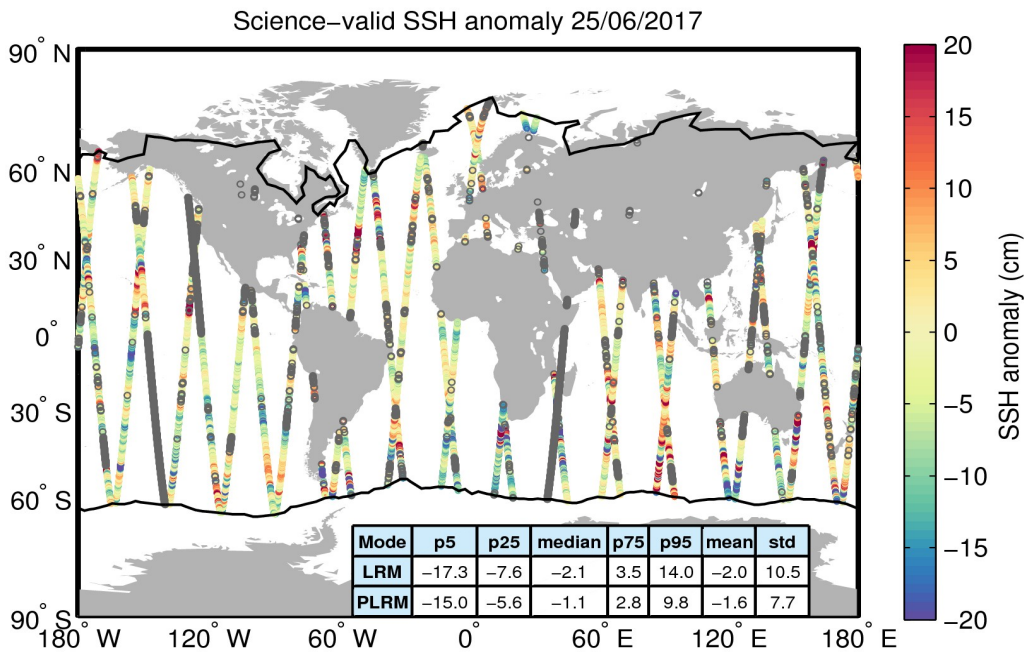 Science−valid SSH anomaly 25/06/2017
90° N
60° N
30° N
0°
30° S
60° S
90° S
180° W 120° W 60° W 0° 60° E 120° E 180° E
Mode p5 p25 median p75 p95 mean std
LRM −17.3 −7.6 −2.1 3.5 14.0 −2.0 10.5
PLRM −15.0 −5.6 −1.1 2.8 9.8 −1.6 7.7
20
15
10
5
0
−5
−10
−15
−20
SSH anomaly (cm)